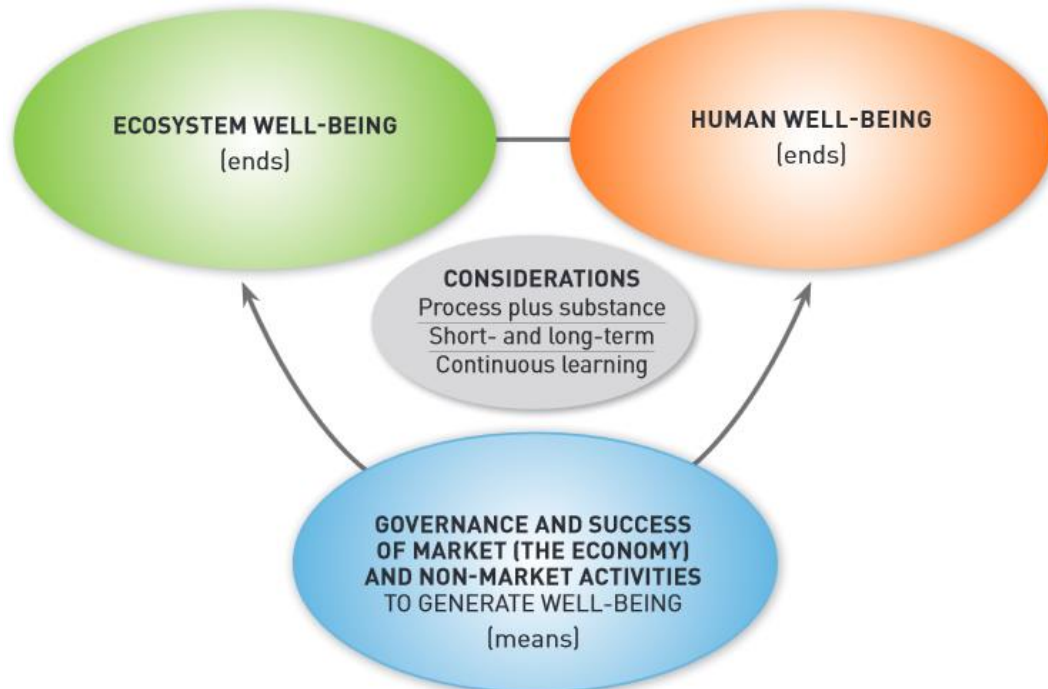 ECOSYSTEM WELL-BEING
(ends)
HUMAN WELL-BEING
(ends)
CONSIDERATIONS
Process plus substance
Short- and long-term
Continuous learning
GOVERNANCE AND SUCCESS
OF MARKET (THE ECONOMY)
AND NON-MARKET ACTIVITIES
TO GENERATE WELL-BEING
(means)